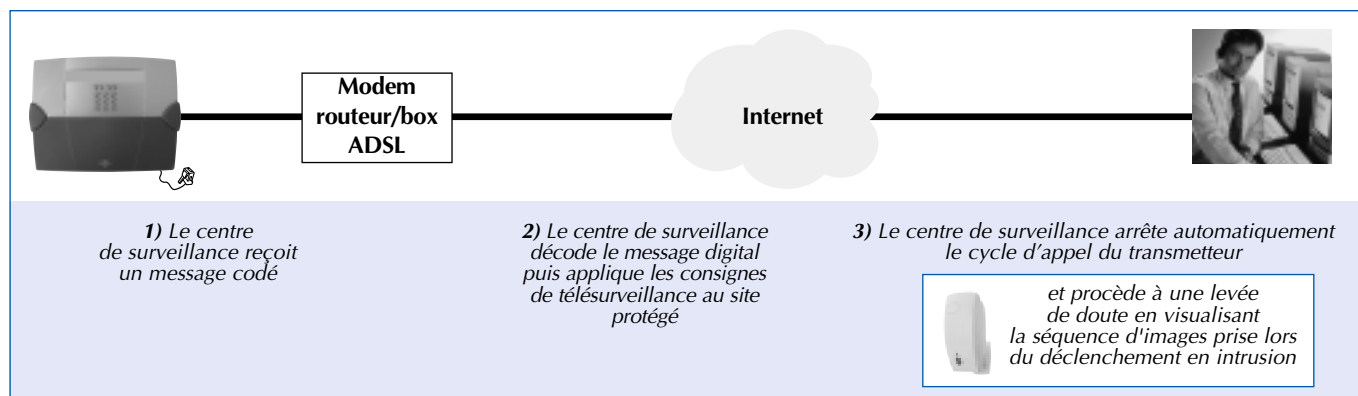 Modem
routeur/box
ADSL
Internet
1) Le centre
de surveillance reçoit
un message codé
2) Le centre de surveillance
décode le message digital
puis applique les consignes
de télésurveillance au site
protégé
3) Le centre de surveillance arrête automatiquement
le cycle d'appel du transmetteur
et procède à une levée
de doute en visualisant
la séquence d'images prise lors
du déclenchement en intrusion